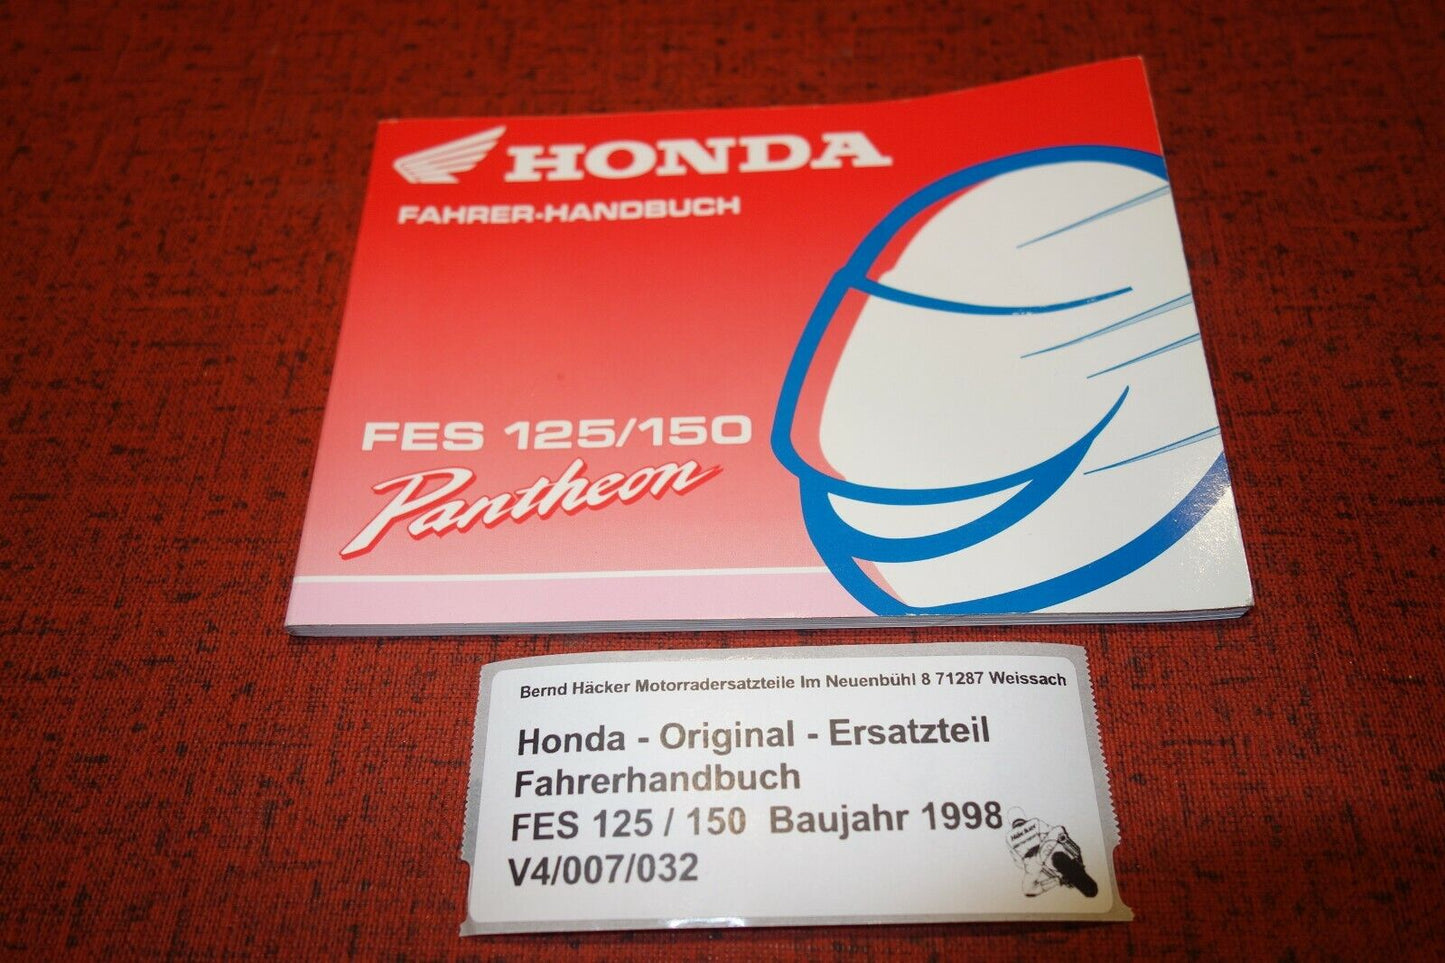 HONDA
FAHRER-HANDBUCH
FES 125/150
Pantheon
Bernd Häcker Motorradersatzteile Im Neuenbühl 8 71287 Weissach
Honda - Original - Ersatzteil
Fahrerhandbuch
FES 125 / 150 Baujahr 1998
V4/007/032